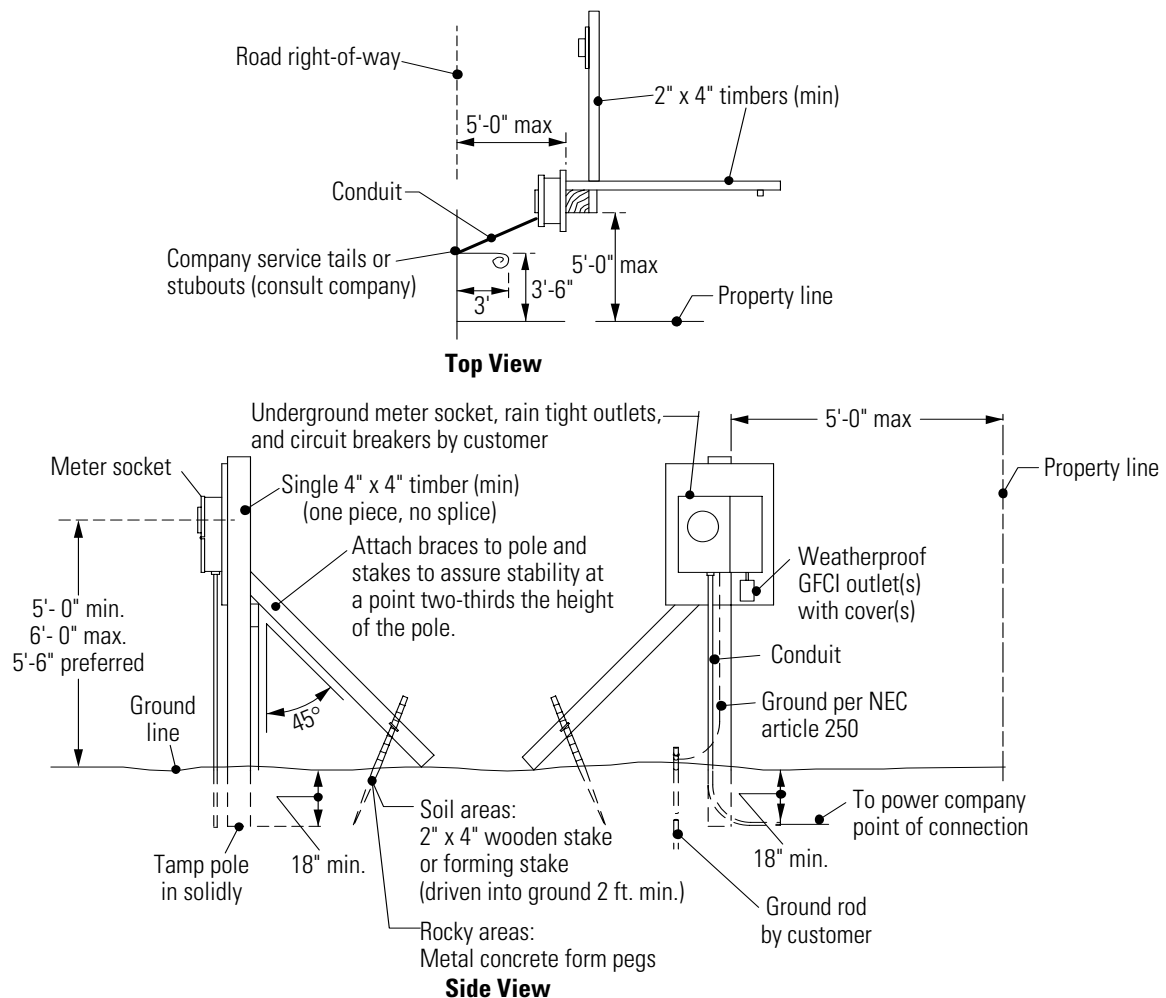 Road right-of-way
2" x 4" timbers (min)
5'-0" max
Conduit
Company service tails or
stubouts (consult company)
5'-0" max
3'
3'-6"
Property line
Top View
Underground meter socket, rain tight outlets,
and circuit breakers by customer
5'-0" max
Meter socket
Property line
Single 4" x 4" timber (min)
(one piece, no splice)
Attach braces to pole and
stakes to assure stability at
a point two-thirds the height
of the pole.
Weatherproof
GFCI outlet(s)
with cover(s)
5'- 0" min.
6'- 0" max.
5'-6" preferred
Conduit
Ground
line
45°
Ground per NEC
article 250
Soil areas:
2" x 4" wooden stake
or forming stake
(driven into ground 2 ft. min.)
To power company
point of connection
Tamp pole
in solidly
18" min.
18" min.
Ground rod
by customer
Rocky areas:
Metal concrete form pegs
Side View